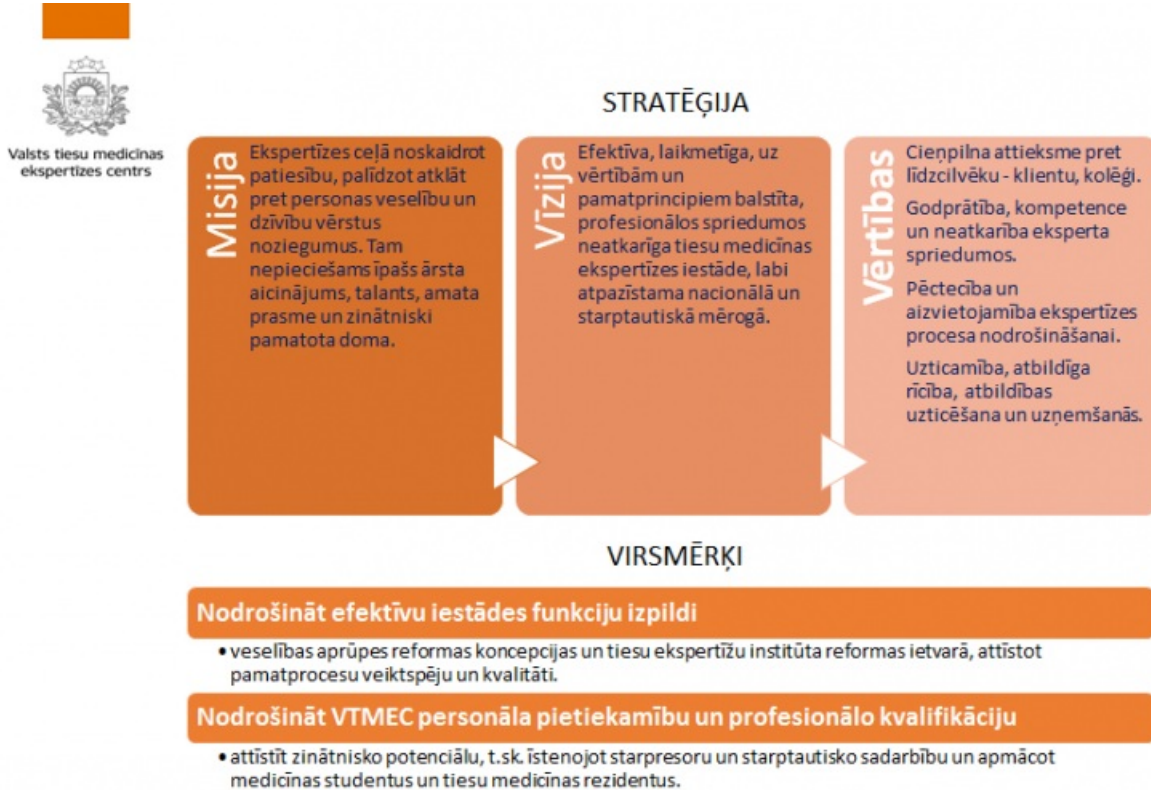 Valsts tiesu medicīnas
ekspertīzes centrs
STRATĒĢIJA
Misija
Ekspertīzes ceļā noskaidrot
patiesību, palīdzot atklāt
pret personas veselību un
dzīvību vērstus
noziegumus. Tam
nepieciešams īpašs ārsta
aicinājums, talants, amata
prasme un zinātniski
pamatota doma.
Vīzija
Efektīva, laikmetīga, uz
vērtībām un
pamatprincipiem balstīta,
profesionālos spriedumos
neatkarīga tiesu medicīnas
ekspertīzes iestāde, labi
atpazīstama nacionālā un
starptautiskā mērogā.
Vērtības
Cieņpilna attieksme pret
līdzcilvēku - klientu, kolēģi.
Godprātība, kompetence
un neatkarība eksperta
spriedumos.
Pēctecība un
aizvietojamība ekspertīzes
procesa nodrošināšanai.
Uzticamība, atbildīga
rīcība, atbildības
uzticēšana un uzņemšanās.
VIRSMĒRĶI
Nodrošināt efektīvu iestādes funkciju izpildi
• veselības aprūpes reformas koncepcijas un tiesu ekspertīžu institūta reformas ietvarā, attīstot
pamatprocesu veiktspēju un kvalitāti.
Nodrošināt VTMEC personāla pietiekamību un profesionālo kvalifikāciju
• attīstīt zinātnisko potenciālu, t.sk. īstenojot starpresoru un starptautisko sadarbību un apmācot
medicīnas studentus un tiesu medicīnas rezidentus.